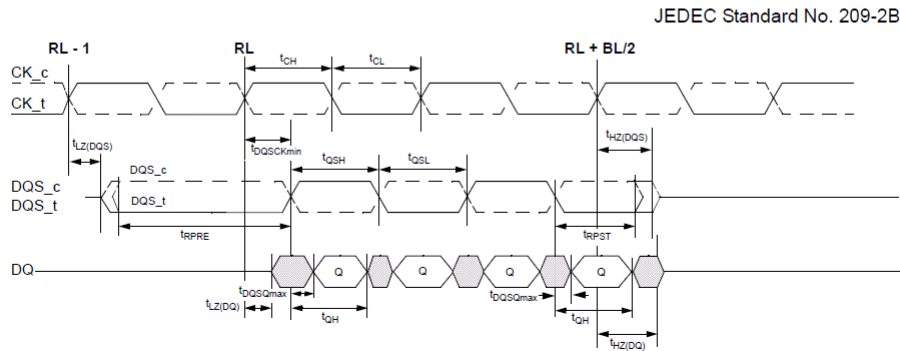 JEDEC Standard No. 209-2B
RL - 1 RL RL + BL/2
tCH tCL
CK_c
CK_t
tLZ(DQS) tDQSCKmin tHZ(DQS)
tQSH tQSL
DQS_c
DQS_c
DQS_t DQS_t
tRPRE tRPST
DQ Q Q Q Q
tDQSQmax tDQSQmax
tLZ(DQ)
tQH tQH
tHZ(DQ)